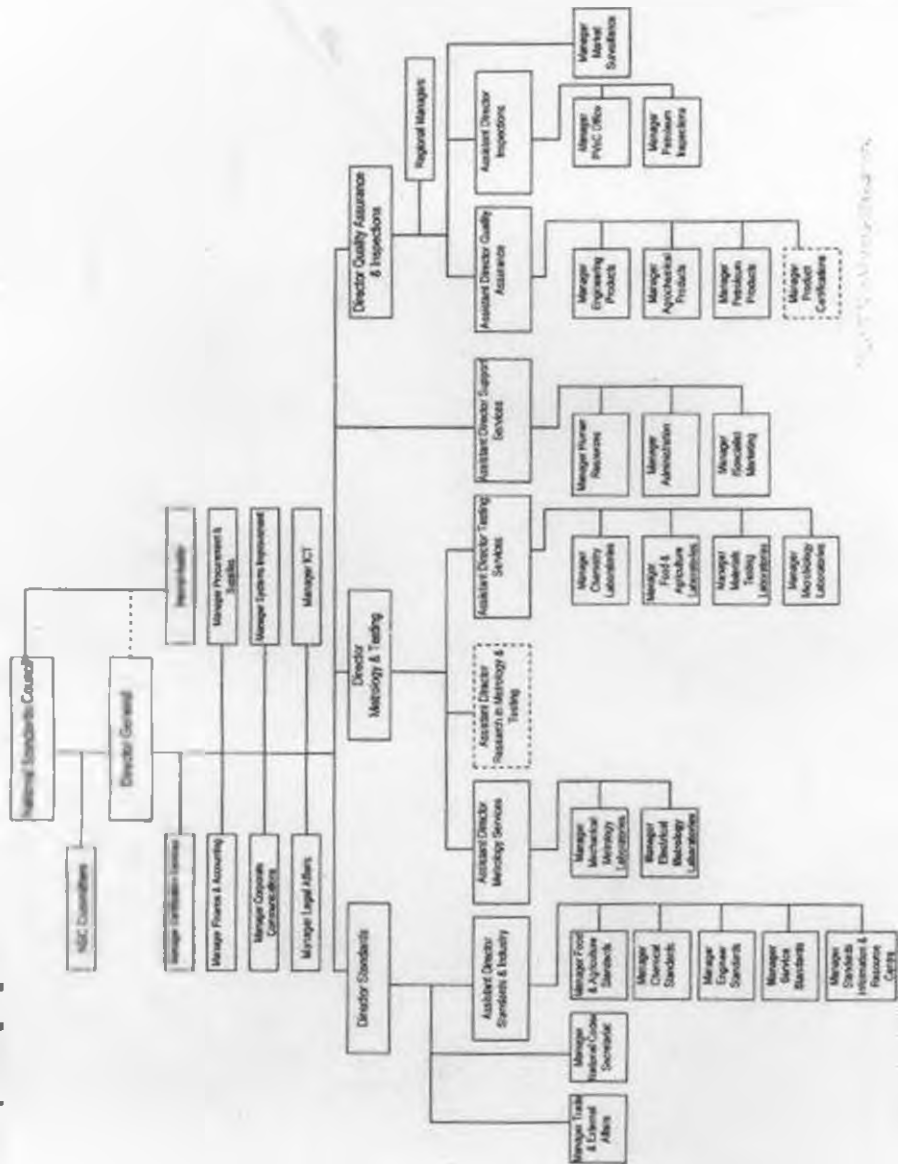 National Standards Council
NSC Committees
Director General
Internal Auditor
Manager Certification Services
Manager Finance & Accounting
Manager Procurement &
Supplies
Manager Corporate
Communications
Manager Systems Improvement
Manager Legal Affairs
Manager ICT
Director Standards
Director
Metrology & Testing
Director Quality Assurance
& Inspections
Regional Managers
Assistant Director
Standards & Industry
Assistant Director
Metrology Services
Assistant Director
Research in Metrology &
Testing
Assistant Director Testing
Services
Assistant Director Support
Services
Assistant Director Quality
Assurance
Assistant Director
Inspections
Manager Trade
& External
Affairs
Manager
National Codex
Secretariat
Manager Food
& Agriculture
Standards
Manager
Chemical
Standards
Manager
Engineer
Standards
Manager
Service
Standards
Manager
Standards
Information &
Resource
Centre
Manager
Mechanical
Metrology
Laboratories
Manager
Electrical
Metrology
Laboratories
Manager
Chemistry
Laboratories
Manager
Food &
Agriculture
Laboratories
Manager
Materials
Testing
Laboratories
Manager
Microbiology
Laboratories
Manager Human
Resources
Manager
Administration
Manager
Marketing
Manager
Engineering
Products
Manager
Agrochemical
Products
Manager
Petroleum
Products
Manager
Product
Certifications
Manager
PVoC Office
Manager
Petroleum
Inspections
Manager
Market
Surveillance